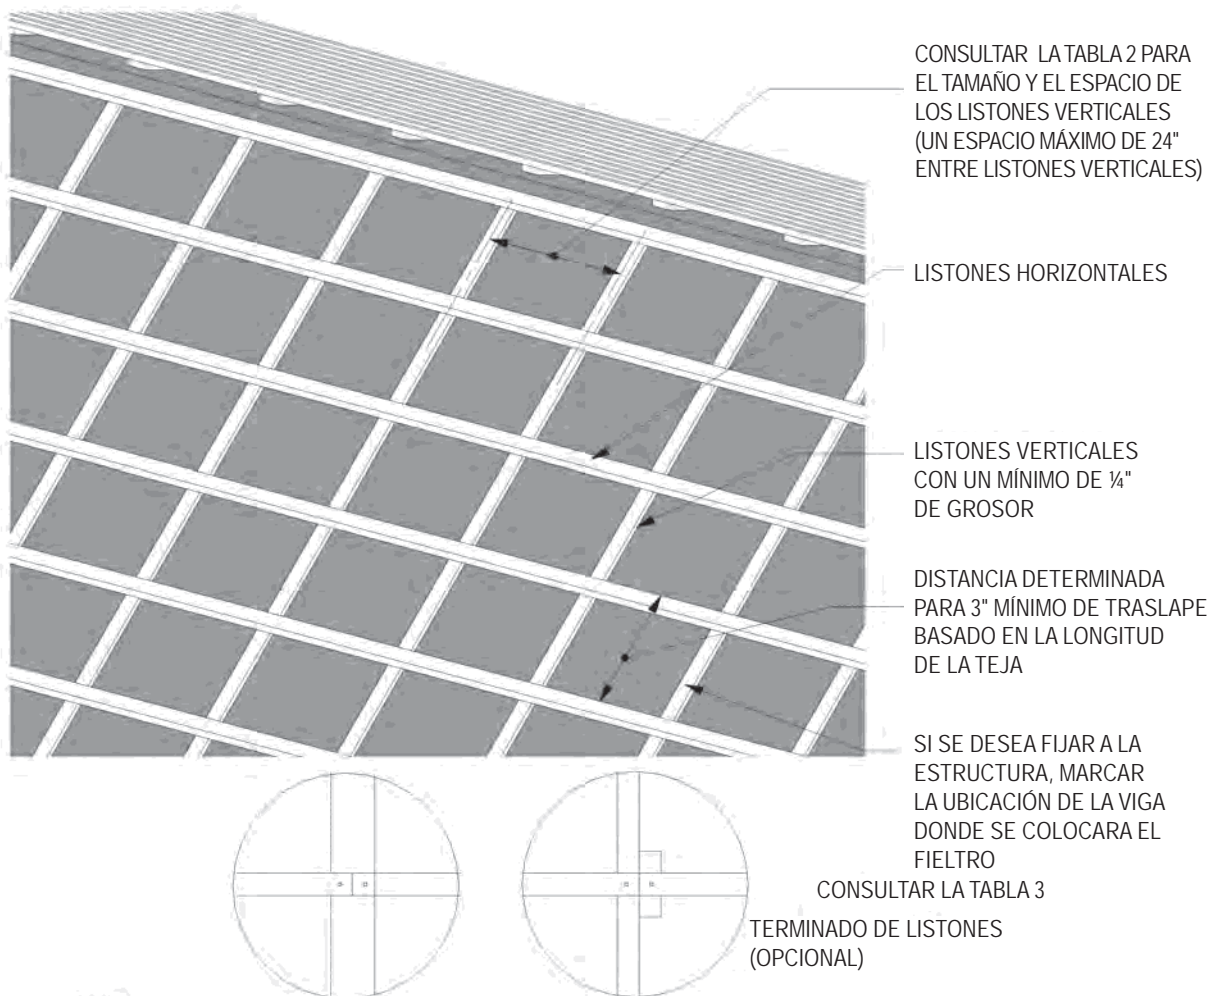 CONSULTAR LA TABLA 2 PARA
EL TAMAÑO Y EL ESPACIO DE
LOS LISTONES VERTICALES
(UN ESPACIO MÁXIMO DE 24"
ENTRE LISTONES VERTICALES)
LISTONES HORIZONTALES
LISTONES VERTICALES
CON UN MÍNIMO DE ¼"
DE GROSOR
DISTANCIA DETERMINADA
PARA 3" MÍNIMO DE TRASLAPE
BASADO EN LA LONGITUD
DE LA TEJA
SI SE DESEA FIJAR A LA
ESTRUCTURA, MARCAR
LA UBICACIÓN DE LA VIGA
DONDE SE COLOCARA EL
FIELTRO
CONSULTAR LA TABLA 3
TERMINADO DE LISTONES
(OPCIONAL)